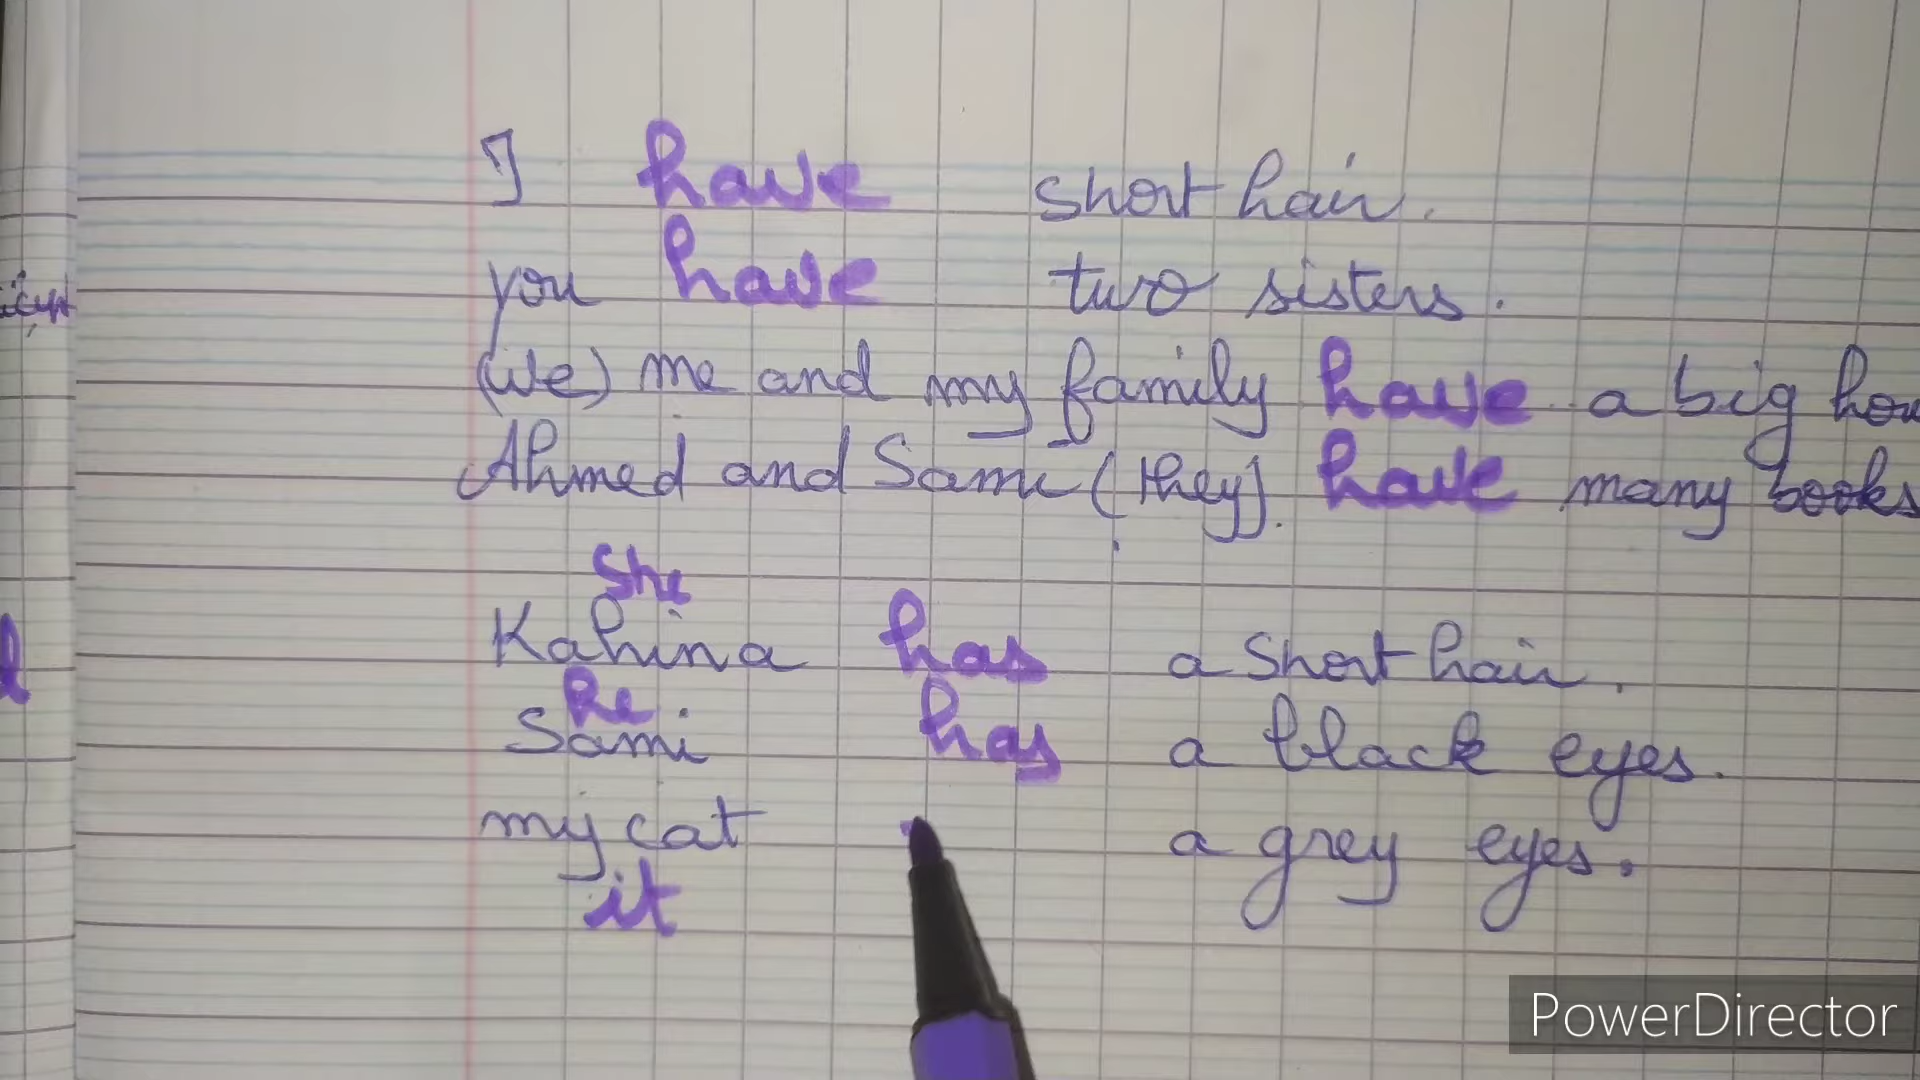 I have short hair.
you have two sisters.
(we) me and my family have a big
Ahmed and Sami (they). have many books
She
Kahina has a short hair.
he
Sami has a black eyes.
my cat a grey eyes.
it
PowerDirector